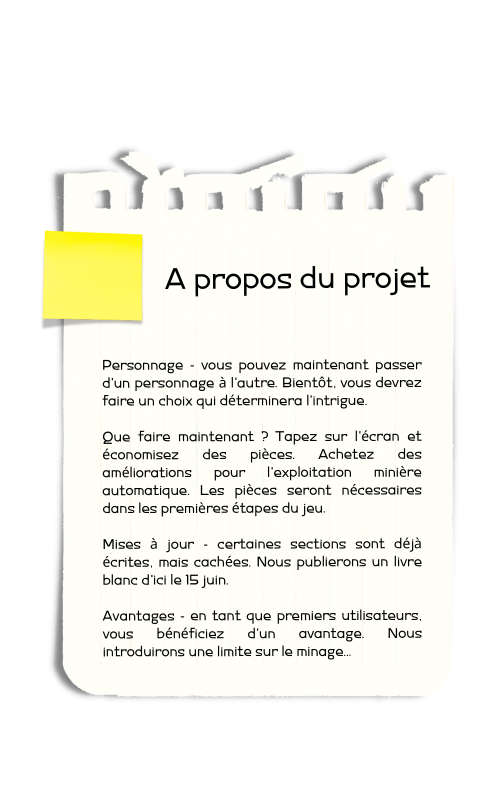 A propos du projet
Personnage - vous pouvez maintenant passer
d'un personnage à l'autre. Bientôt, vous devrez
faire un choix qui déterminera l'intrigue.
Que faire maintenant ? Tapez sur l'écran et
économisez des pièces. Achetez des
améliorations pour l'exploitation minière
automatique. Les pièces seront nécessaires
dans les premières étapes du jeu.
Mises à jour - certaines sections sont déjà
écrites, mais cachées. Nous publierons un livre
blanc d'ici le 15 juin.
Avantages - en tant que premiers utilisateurs,
vous bénéficiez d'un avantage. Nous
introduirons une limite sur le minage...